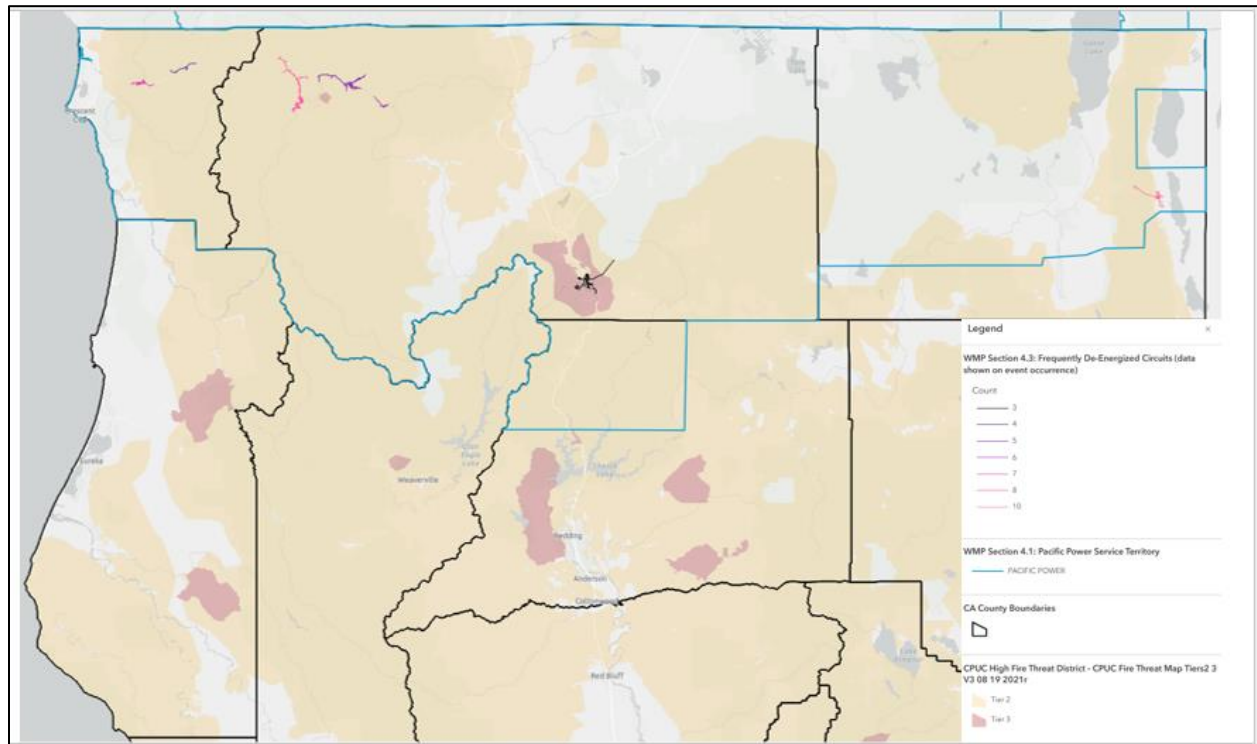 Crescent
City
Eureka
Weaverville
Redding
Anderson
Cottonwood
Red Bluff
Legend
×
WMP Section 4.3: Frequently De-Energized Circuits (data
shown on event occurrence)
Count
3
4
5
6
7
8
10
WMP Section 4.1: Pacific Power Service Territory
PACIFIC POWER
CA County Boundaries
CPUC High Fire Threat District - CPUC Fire Threat Map Tiers2 3
V3 08 19 2021r
Tier 2
Tier 3